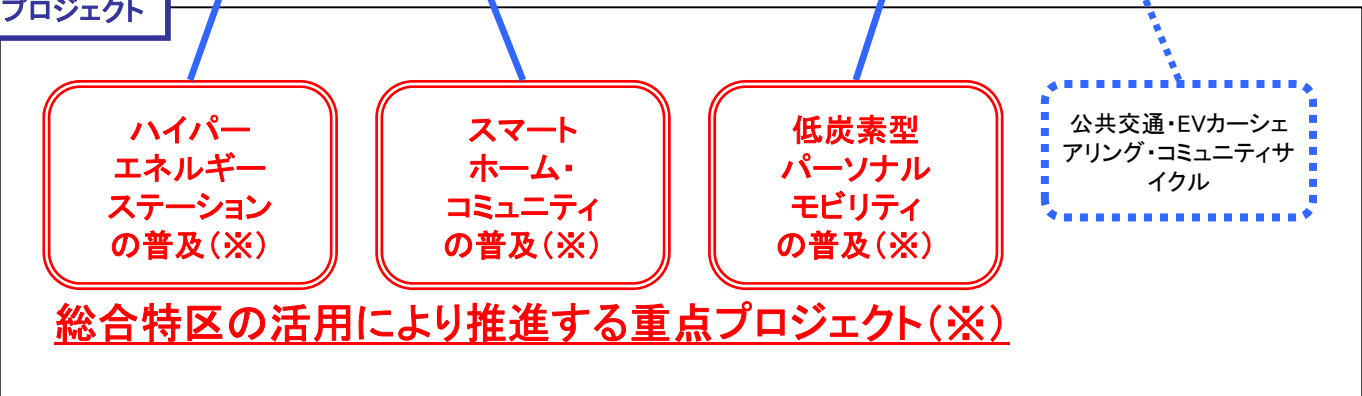 プロジェクト
ハイパー
エネルギー
ステーション
の普及(※)
スマート
ホーム・
コミュニティ
の普及(※)
低炭素型
パーソナル
モビリティ
の普及(※)
公共交通・EVカーシェ
アリング・コミュニティサ
イクル
総合特区の活用により推進する重点プロジェクト(※)